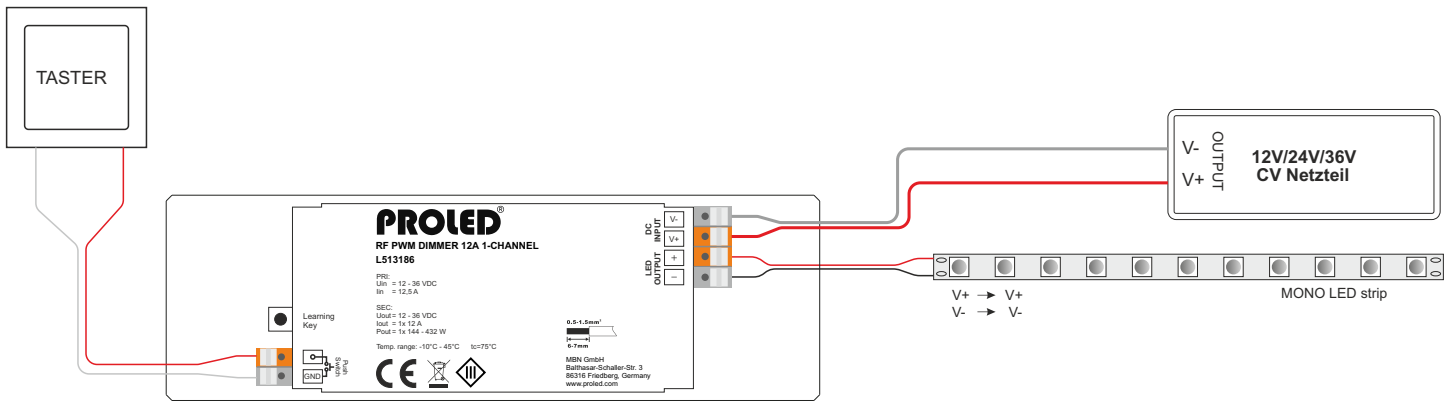 TASTER
PROLED®
RF PWM DIMMER 12A 1-CHANNEL
L513186
PRI:
Uin = 12 - 36 VDC
Iin = 12,5 A
SEC:
Uout = 12 - 36 VDC
Iout = 1x 12 A
Pout = 1x 144 - 432 W
Temp. range: -10°C - 45°C tc=75°C
Learning
Key
Push
Switch
GND
CE
III
0.5-1.5mm²
6-7mm
MBN GmbH
Balthasar-Schaller-Str. 3
86316 Friedberg, Germany
www.proled.com
DC
INPUT
LED
OUTPUT
V-
V+
+
−
V-
V+
OUTPUT
12V/24V/36V
CV Netzteil
V+ → V+
V- → V-
MONO LED strip